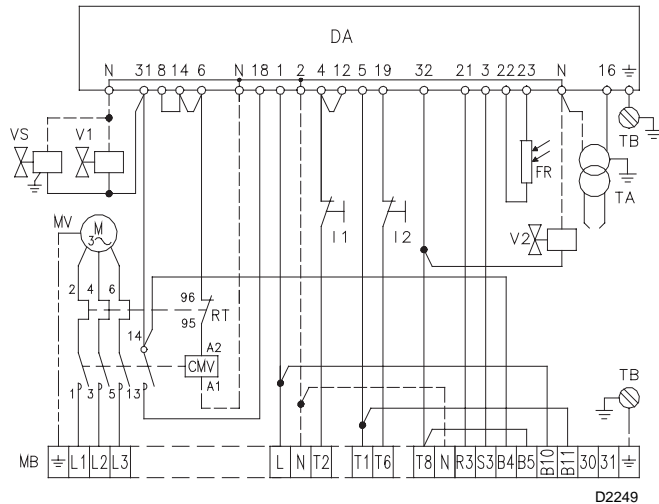 DA
N 31 8 14 6 N 18 1 2 4 12 5 19 32 21 3 22 23 N 16
VS V1 TB
FR
TA
MV M 3~
I1 I2 V2
2 4 6 96
95 RT
14
A2
CMV
A1
1 3 5 13
TB
MB L1 L2 L3 L N T2 T1 T6 T8 N R3 S3 B4 B5 B10 B11 30 31
D2249